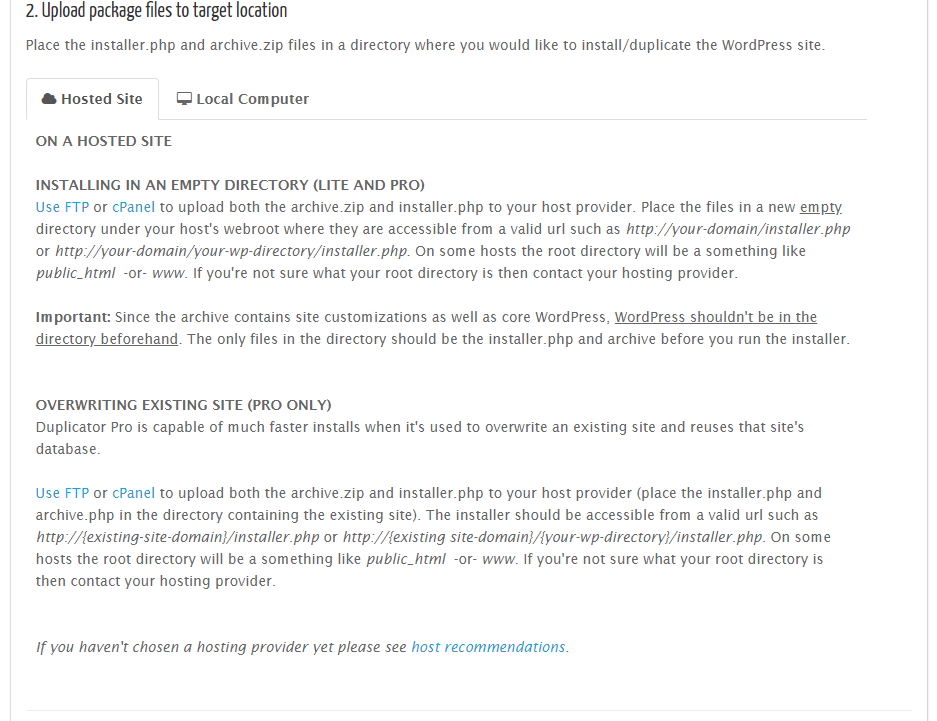 2. Upload package files to target location
Place the installer.php and archive.zip files in a directory where you would like to install/duplicate the WordPress site.
Hosted Site
Local Computer
ON A HOSTED SITE
INSTALLING IN AN EMPTY DIRECTORY (LITE AND PRO)
Use FTP or cPanel to upload both the archive.zip and installer.php to your host provider. Place the files in a new empty
directory under your host's webroot where they are accessible from a valid url such as http://your-domain/installer.php
or http://your-domain/your-wp-directory/installer.php. On some hosts the root directory will be a something like
public_html -or- www. If you're not sure what your root directory is then contact your hosting provider.
Important: Since the archive contains site customizations as well as core WordPress, WordPress shouldn't be in the
directory beforehand. The only files in the directory should be the installer.php and archive before you run the installer.
OVERWRITING EXISTING SITE (PRO ONLY)
Duplicator Pro is capable of much faster installs when it's used to overwrite an existing site and reuses that site's
database.
Use FTP or cPanel to upload both the archive.zip and installer.php to your host provider (place the installer.php and
archive.php in the directory containing the existing site). The installer should be accessible from a valid url such as
http://{existing-site-domain}/installer.php or http://{existing site-domain}/{your-wp-directory}/installer.php. On some
hosts the root directory will be a something like public_html -or- www. If you're not sure what your root directory is
then contact your hosting provider.
If you haven't chosen a hosting provider yet please see host recommendations.